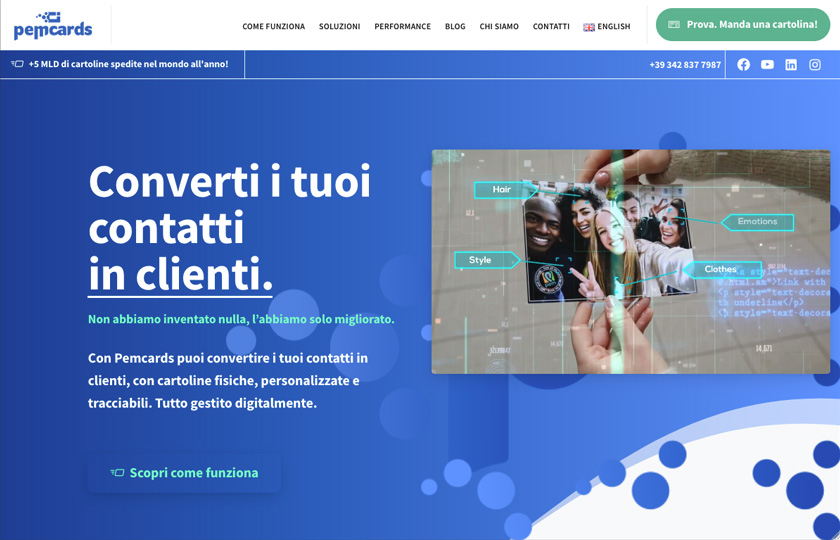 pemcards
COME FUNZIONA
SOLUZIONI
PERFORMANCE
BLOG
CHI SIAMO
CONTATTI
ENGLISH
Prova. Manda una cartolina!
+5 MLD di cartoline spedite nel mondo all'anno!
+39 342 837 7987
Converti i tuoi
contatti
in clienti.
Non abbiamo inventato nulla, l'abbiamo solo migliorato.
Con Pemcards puoi convertire i tuoi contatti in
clienti, con cartoline fisiche, personalizzate e
tracciabili. Tutto gestito digitalmente.
Scopri come funziona
Hair
Emotions
Style
Clothes
14,671